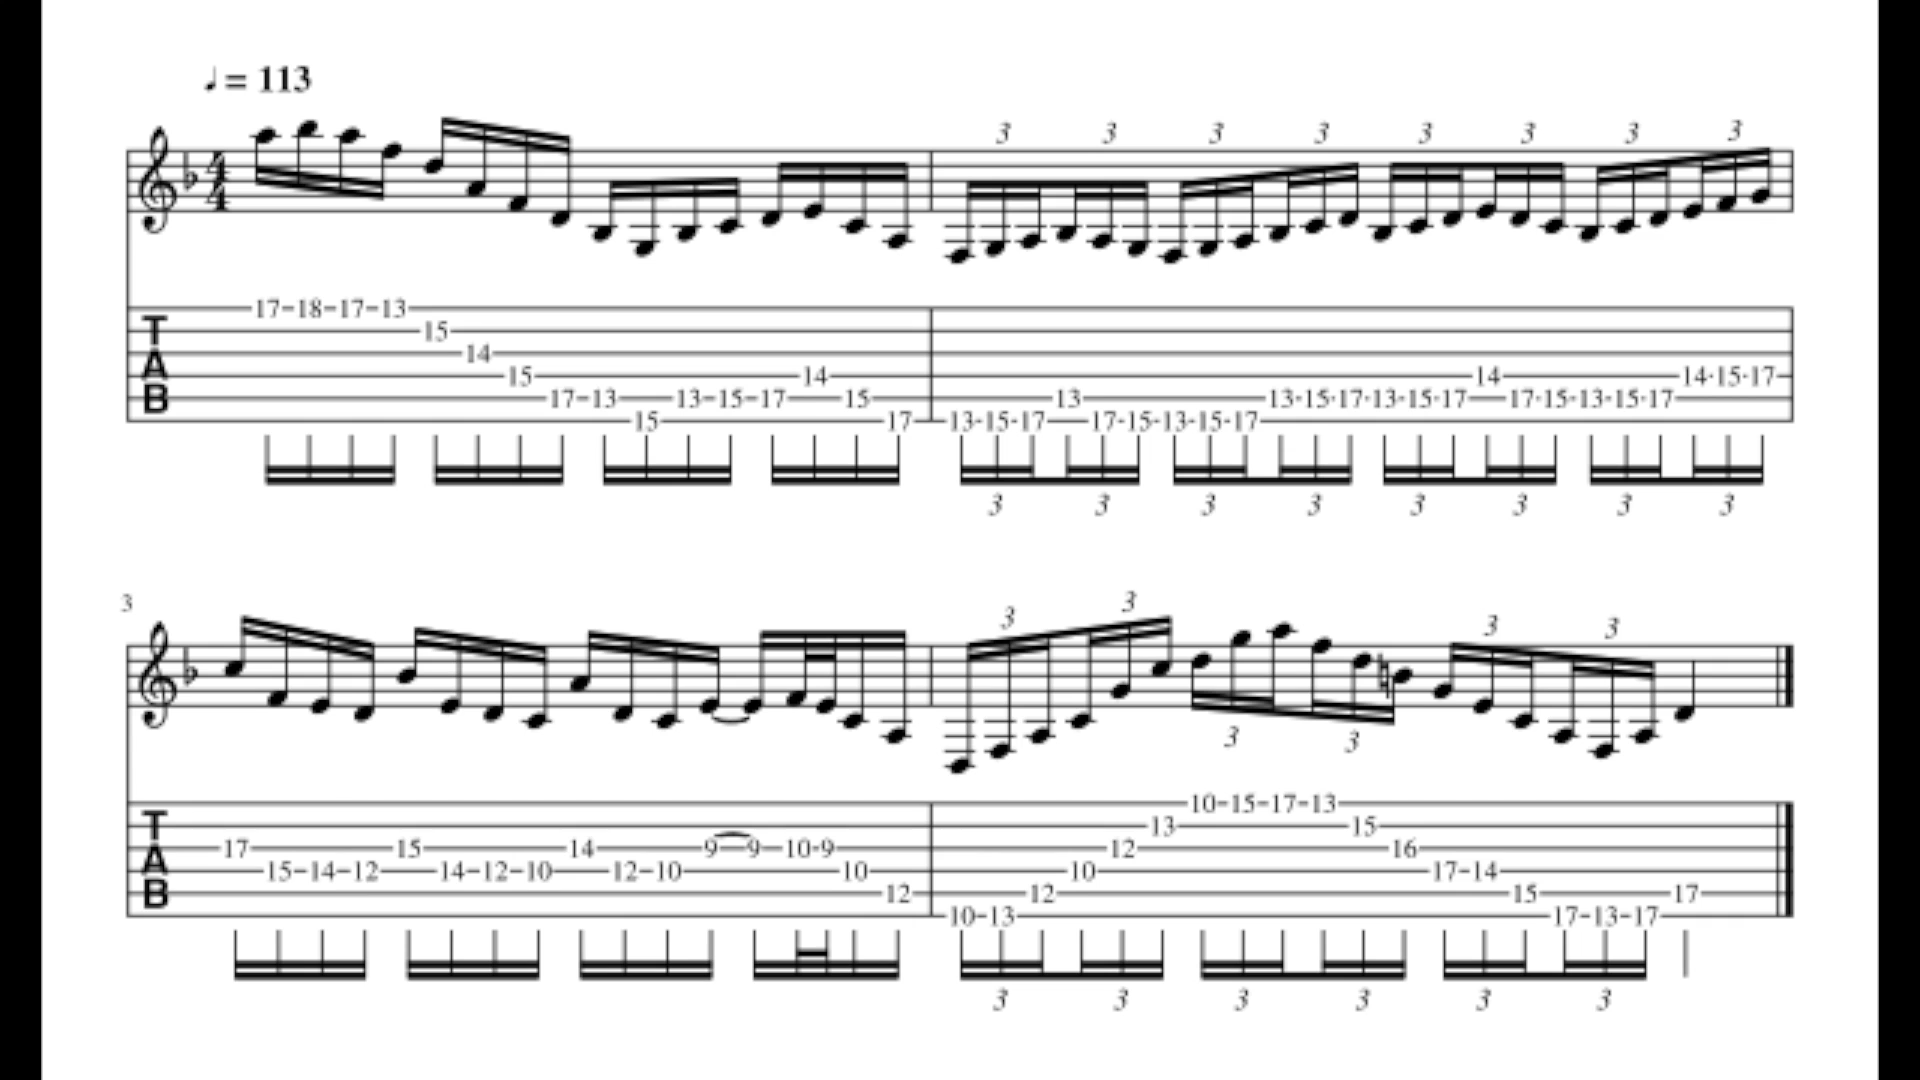 ♩ = 113
3 3 3 3 3 3 3 3
4
4
17 18 17 13
15
14
15 14 14 14 15 17
17 13 13 15 17 15 13 13 15 17 13 15 17 17 15 13 15 17
15 17 13 15 17 17 15 13 15 17
T
A
B
3 3 3 3 3 3 3 3
3
3 3 3 3
3 3
10 15 17 13
13 15
17 15 14 9 9 10 9 12 16
15 14 12 14 12 10 12 10 10 10 17 14
12 12 15 17
10 13 17 13 17
T
A
B
3 3 3 3 3 3